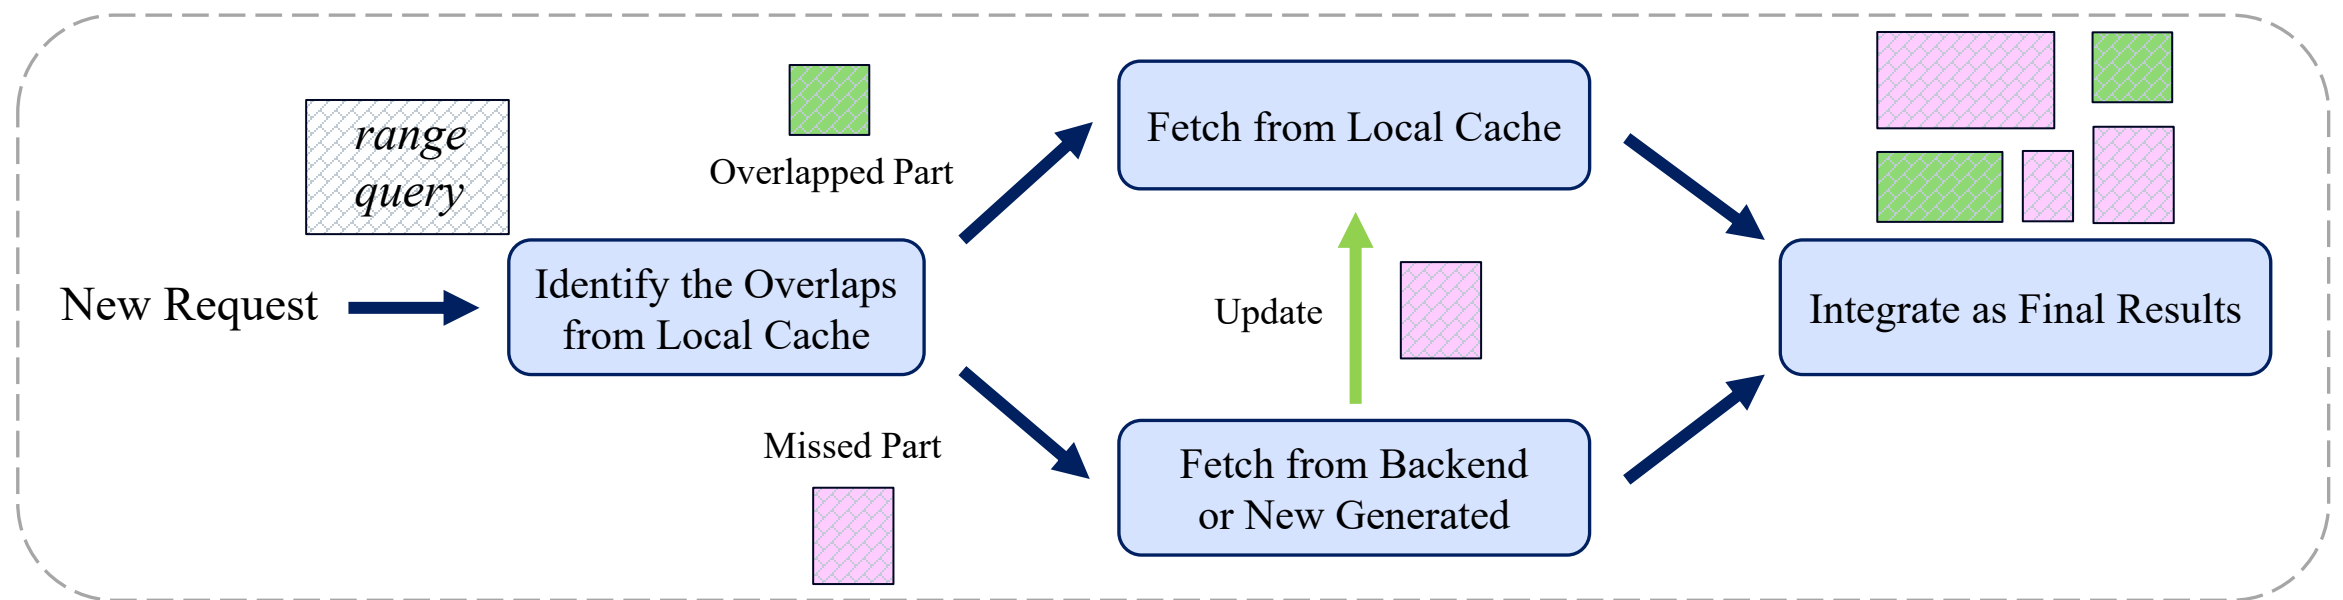 range
query
New Request
Identify the Overlaps
from Local Cache
Overlapped Part
Missed Part
Fetch from Local Cache
Update
Fetch from Backend
or New Generated
Integrate as Final Results